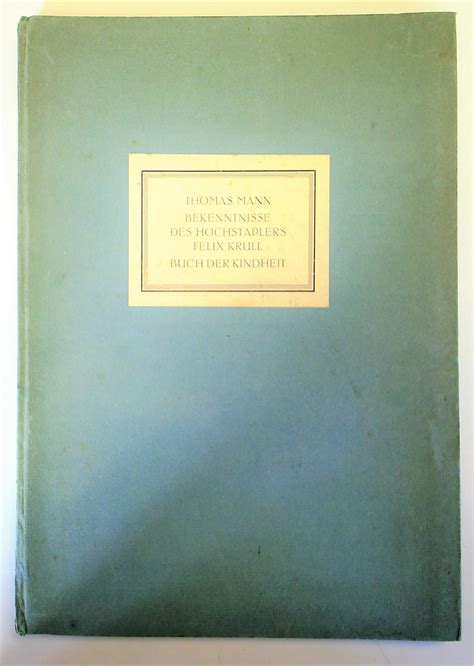 THOMAS MANN
BEKENNTNISSE
DES HOCHSTAPLERS
FELIX KRULL
BUCH DER KINDHEIT